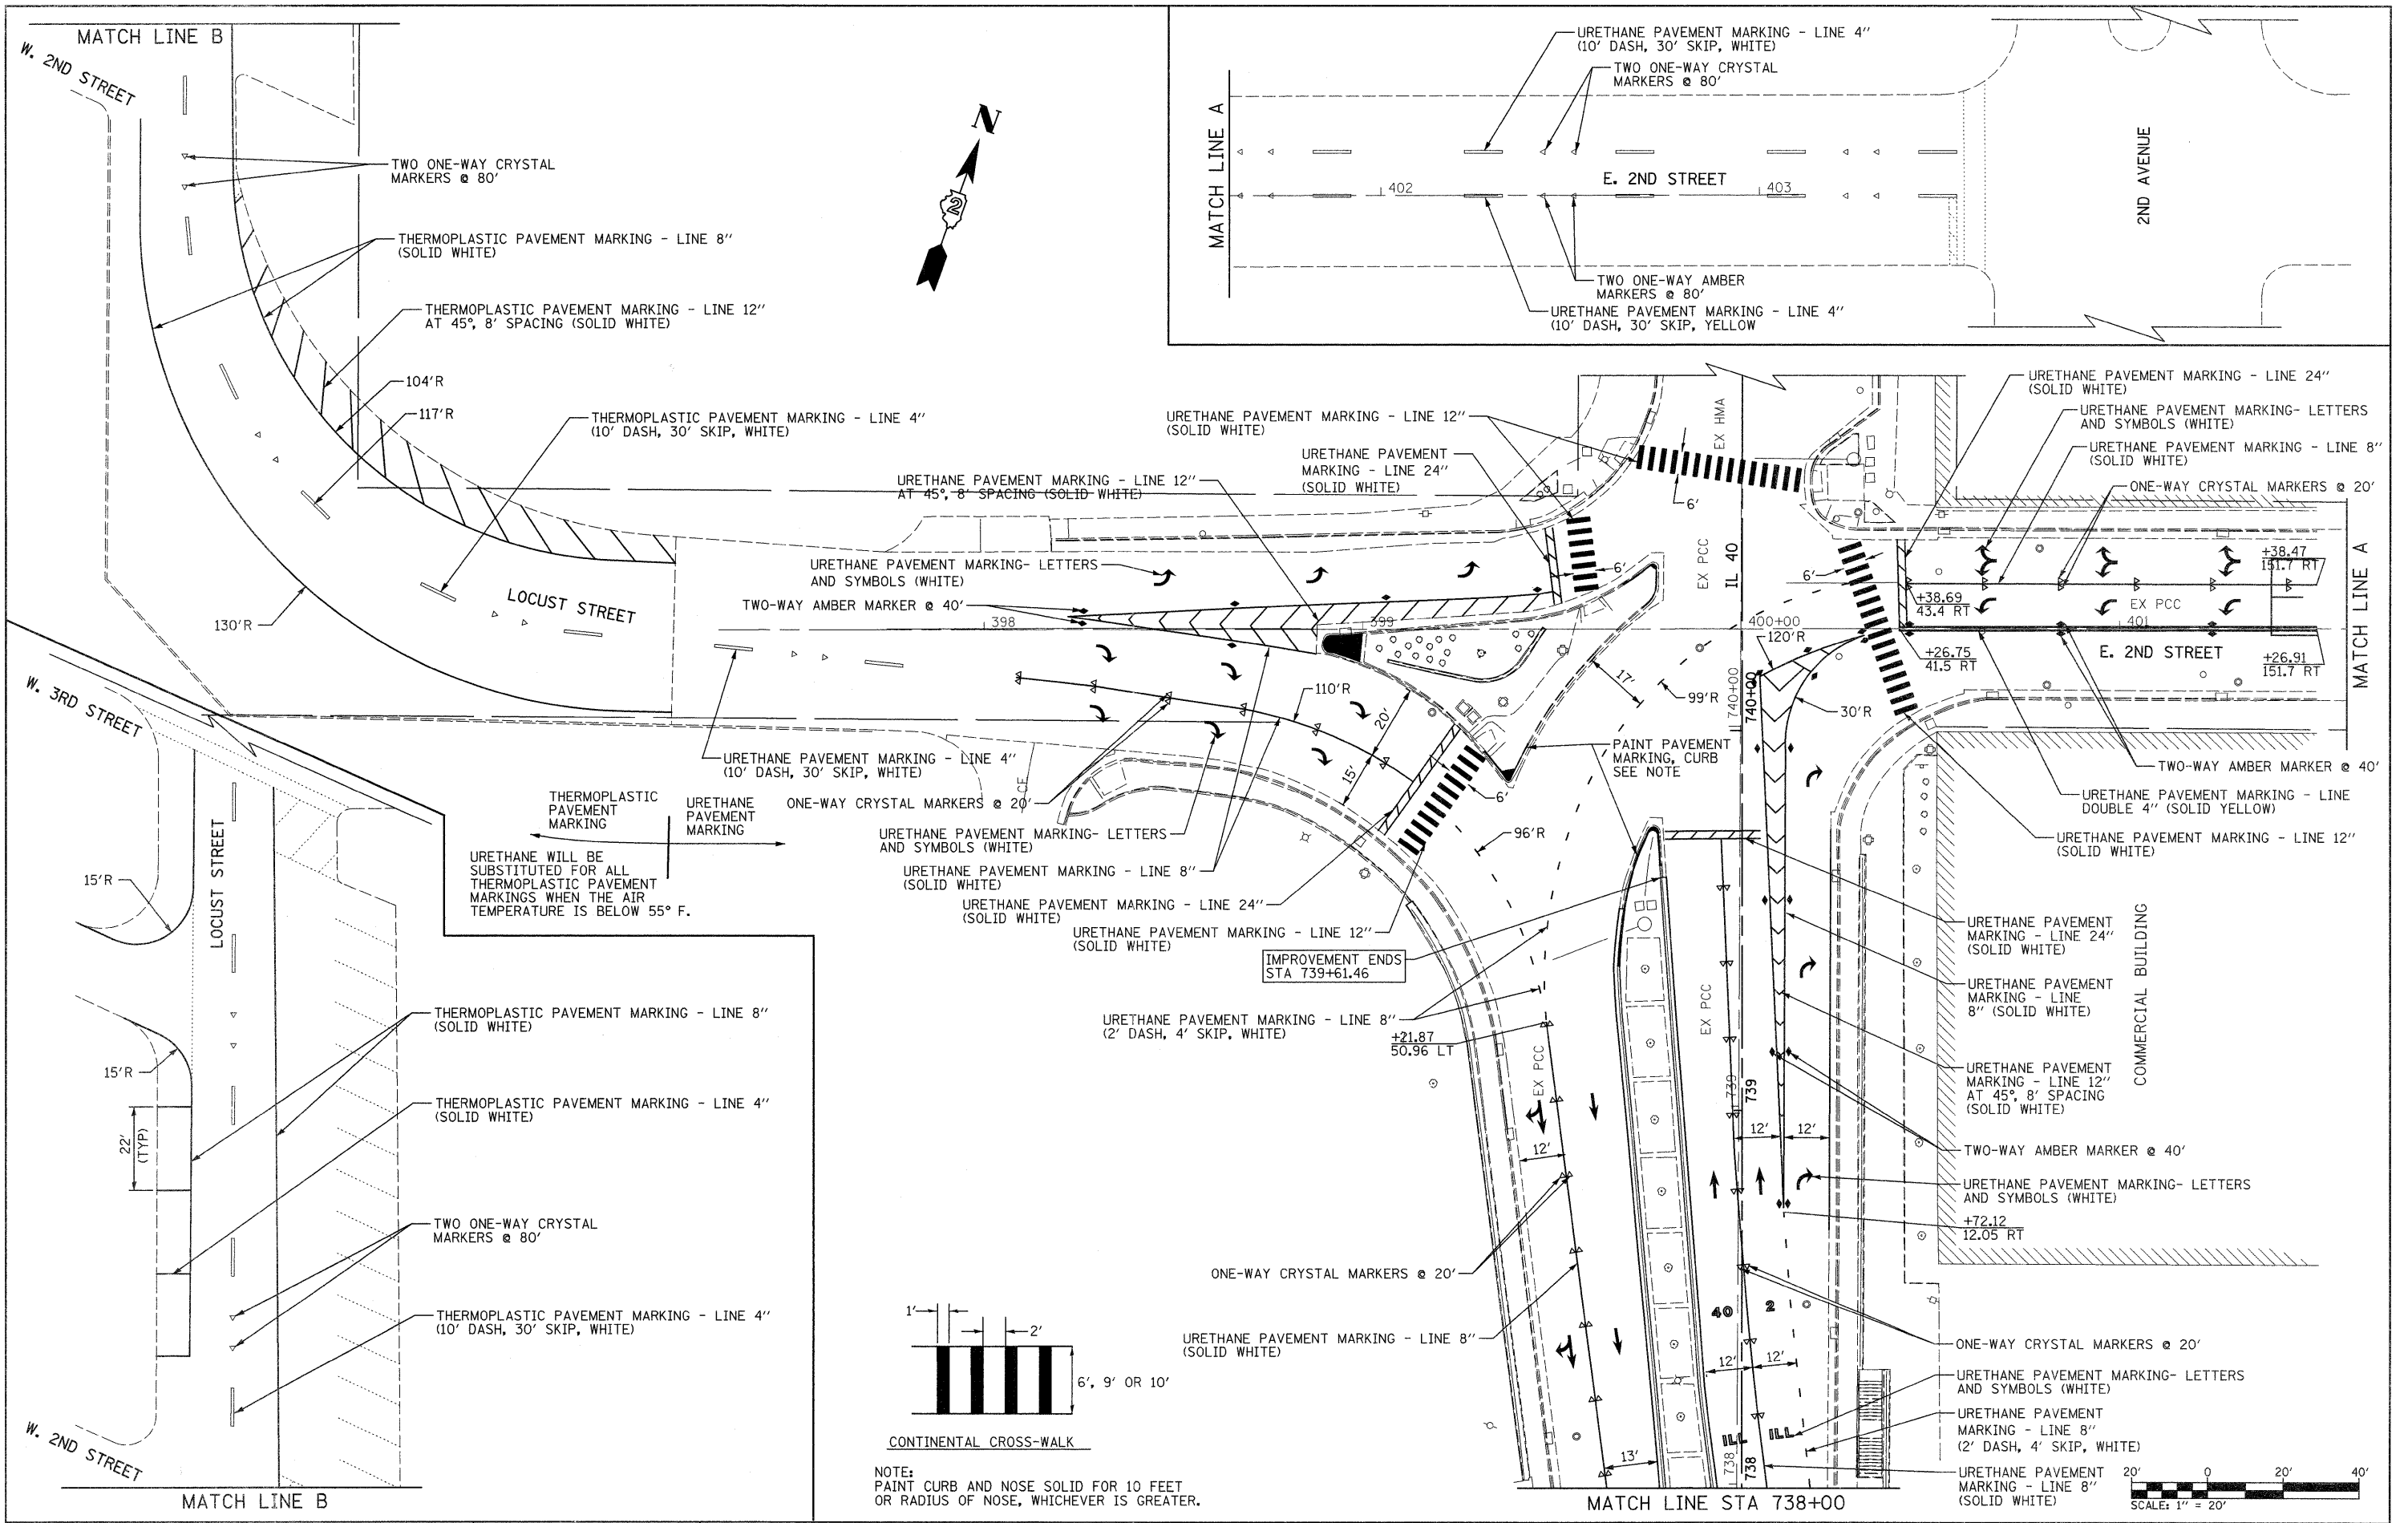 MATCH LINE B
W. 2ND STREET
TWO ONE-WAY CRYSTAL
MARKERS @ 80'
THERMOPLASTIC PAVEMENT MARKING - LINE 8"
(SOLID WHITE)
THERMOPLASTIC PAVEMENT MARKING - LINE 12"
AT 45°, 8' SPACING (SOLID WHITE)
104'R
117'R
THERMOPLASTIC PAVEMENT MARKING - LINE 4"
(10' DASH, 30' SKIP, WHITE)
LOCUST STREET
130'R
N
2
MATCH LINE A
URETHANE PAVEMENT MARKING - LINE 4"
(10' DASH, 30' SKIP, WHITE)
TWO ONE-WAY CRYSTAL
MARKERS @ 80'
E. 2ND STREET
402
403
2ND AVENUE
TWO ONE-WAY AMBER
MARKERS @ 80'
URETHANE PAVEMENT MARKING - LINE 4"
(10' DASH, 30' SKIP, YELLOW
URETHANE PAVEMENT MARKING - LINE 12"
(SOLID WHITE)
URETHANE PAVEMENT
MARKING - LINE 24"
(SOLID WHITE)
URETHANE PAVEMENT MARKING - LINE 12"
AT 45°, 8' SPACING (SOLID WHITE)
URETHANE PAVEMENT MARKING- LETTERS
AND SYMBOLS (WHITE)
TWO-WAY AMBER MARKER @ 40'
398
399
400+00
401
EX HMA
EX PCC
IL 40
6'
6'
6'
URETHANE PAVEMENT MARKING - LINE 24"
(SOLID WHITE)
URETHANE PAVEMENT MARKING- LETTERS
AND SYMBOLS (WHITE)
URETHANE PAVEMENT MARKING - LINE 8"
(SOLID WHITE)
ONE-WAY CRYSTAL MARKERS @ 20'
+38.47
151.7 RT
+38.69
43.4 RT
EX PCC
+26.75
41.5 RT
E. 2ND STREET
+26.91
151.7 RT
MATCH LINE A
120'R
740+00
740+00
17'
99'R
30'R
110'R
20'
15'
6'
96'R
PAINT PAVEMENT
MARKING, CURB
SEE NOTE
TWO-WAY AMBER MARKER @ 40'
URETHANE PAVEMENT MARKING - LINE
DOUBLE 4" (SOLID YELLOW)
URETHANE PAVEMENT MARKING - LINE 12"
(SOLID WHITE)
URETHANE PAVEMENT MARKING - LINE 4"
(10' DASH, 30' SKIP, WHITE)
CE
ONE-WAY CRYSTAL MARKERS @ 20'
URETHANE PAVEMENT MARKING- LETTERS
AND SYMBOLS (WHITE)
URETHANE PAVEMENT MARKING - LINE 8"
(SOLID WHITE)
URETHANE PAVEMENT MARKING - LINE 24"
(SOLID WHITE)
URETHANE PAVEMENT MARKING - LINE 12"
(SOLID WHITE)
IMPROVEMENT ENDS
STA 739+61.46
URETHANE PAVEMENT MARKING - LINE 8"
(2' DASH, 4' SKIP, WHITE)
+21.87
50.96 LT
EX PCC
EX PCC
739
739
12'
12'
12'
THERMOPLASTIC
PAVEMENT
MARKING
URETHANE
PAVEMENT
MARKING
URETHANE WILL BE
SUBSTITUTED FOR ALL
THERMOPLASTIC PAVEMENT
MARKINGS WHEN THE AIR
TEMPERATURE IS BELOW 55° F.
W. 3RD STREET
LOCUST STREET
15'R
15'R
22'
(TYP)
THERMOPLASTIC PAVEMENT MARKING - LINE 8"
(SOLID WHITE)
THERMOPLASTIC PAVEMENT MARKING - LINE 4"
(SOLID WHITE)
TWO ONE-WAY CRYSTAL
MARKERS @ 80'
THERMOPLASTIC PAVEMENT MARKING - LINE 4"
(10' DASH, 30' SKIP, WHITE)
W. 2ND STREET
MATCH LINE B
URETHANE PAVEMENT
MARKING - LINE 24"
(SOLID WHITE)
URETHANE PAVEMENT
MARKING - LINE
8" (SOLID WHITE)
COMMERCIAL BUILDING
URETHANE PAVEMENT
MARKING - LINE 12"
AT 45°, 8' SPACING
(SOLID WHITE)
TWO-WAY AMBER MARKER @ 40'
URETHANE PAVEMENT MARKING- LETTERS
AND SYMBOLS (WHITE)
+72.12
12.05 RT
ONE-WAY CRYSTAL MARKERS @ 20'
URETHANE PAVEMENT MARKING - LINE 8"
(SOLID WHITE)
40
2
12'
12'
ILL
ILL
13'
738
738
ONE-WAY CRYSTAL MARKERS @ 20'
URETHANE PAVEMENT MARKING- LETTERS
AND SYMBOLS (WHITE)
URETHANE PAVEMENT
MARKING - LINE 8"
(2' DASH, 4' SKIP, WHITE)
URETHANE PAVEMENT
MARKING - LINE 8"
(SOLID WHITE)
MATCH LINE STA 738+00
1'
2'
6', 9' OR 10'
CONTINENTAL CROSS-WALK
NOTE:
PAINT CURB AND NOSE SOLID FOR 10 FEET
OR RADIUS OF NOSE, WHICHEVER IS GREATER.
20'
0
20'
40'
SCALE: 1" = 20'